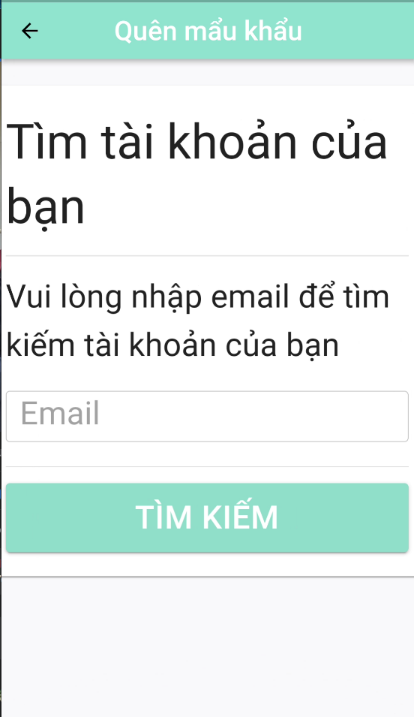 Quên mẩu khẩu
Tìm tài khoản của
bạn
Vui lòng nhập email để tìm
kiếm tài khoản của bạn
Email
TÌM KIẾM